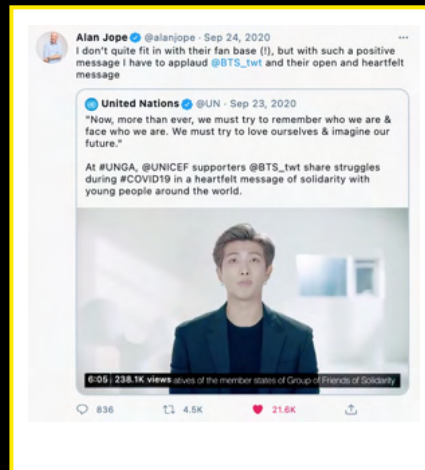 Alan Jope @alanjope · Sep 24, 2020 ...
I don't quite fit in with their fan base (!), but with such a positive
message I have to applaud @BTS_twt and their open and heartfelt
message
United Nations @UN · Sep 23, 2020
"Now, more than ever, we must try to remember who we are &
face who we are. We must try to love ourselves & imagine our
future."
At #UNGA, @UNICEF supporters @BTS_twt share struggles
during #COVID19 in a heartfelt message of solidarity with
young people around the world.
6:05 238.1K views atives of the member states of Group of Friends of Solidarity
836 4.5K 21.6K